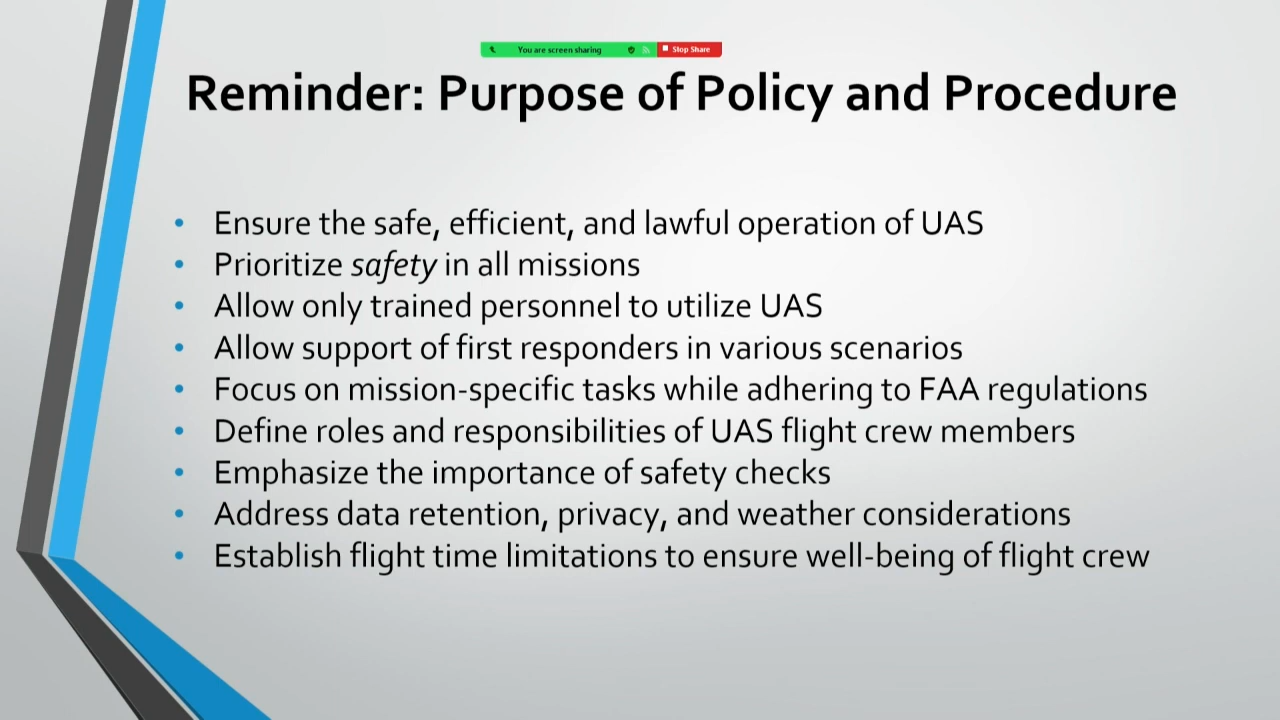 You are screen sharing
Stop Share
Reminder: Purpose of Policy and Procedure
• Ensure the safe, efficient, and lawful operation of UAS
• Prioritize safety in all missions
• Allow only trained personnel to utilize UAS
• Allow support of first responders in various scenarios
• Focus on mission-specific tasks while adhering to FAA regulations
• Define roles and responsibilities of UAS flight crew members
• Emphasize the importance of safety checks
• Address data retention, privacy, and weather considerations
• Establish flight time limitations to ensure well-being of flight crew